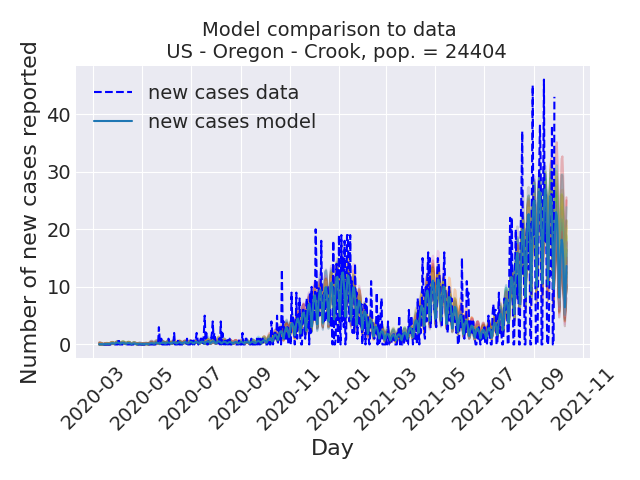 Model comparison to data
US - Oregon - Crook, pop. = 24404
Number of new cases reported
new cases data
new cases model
40
30
20
10
0
2020-03
2020-05
2020-07
2020-09
2020-11
2021-01
2021-03
2021-05
2021-07
2021-09
2021-11
Day